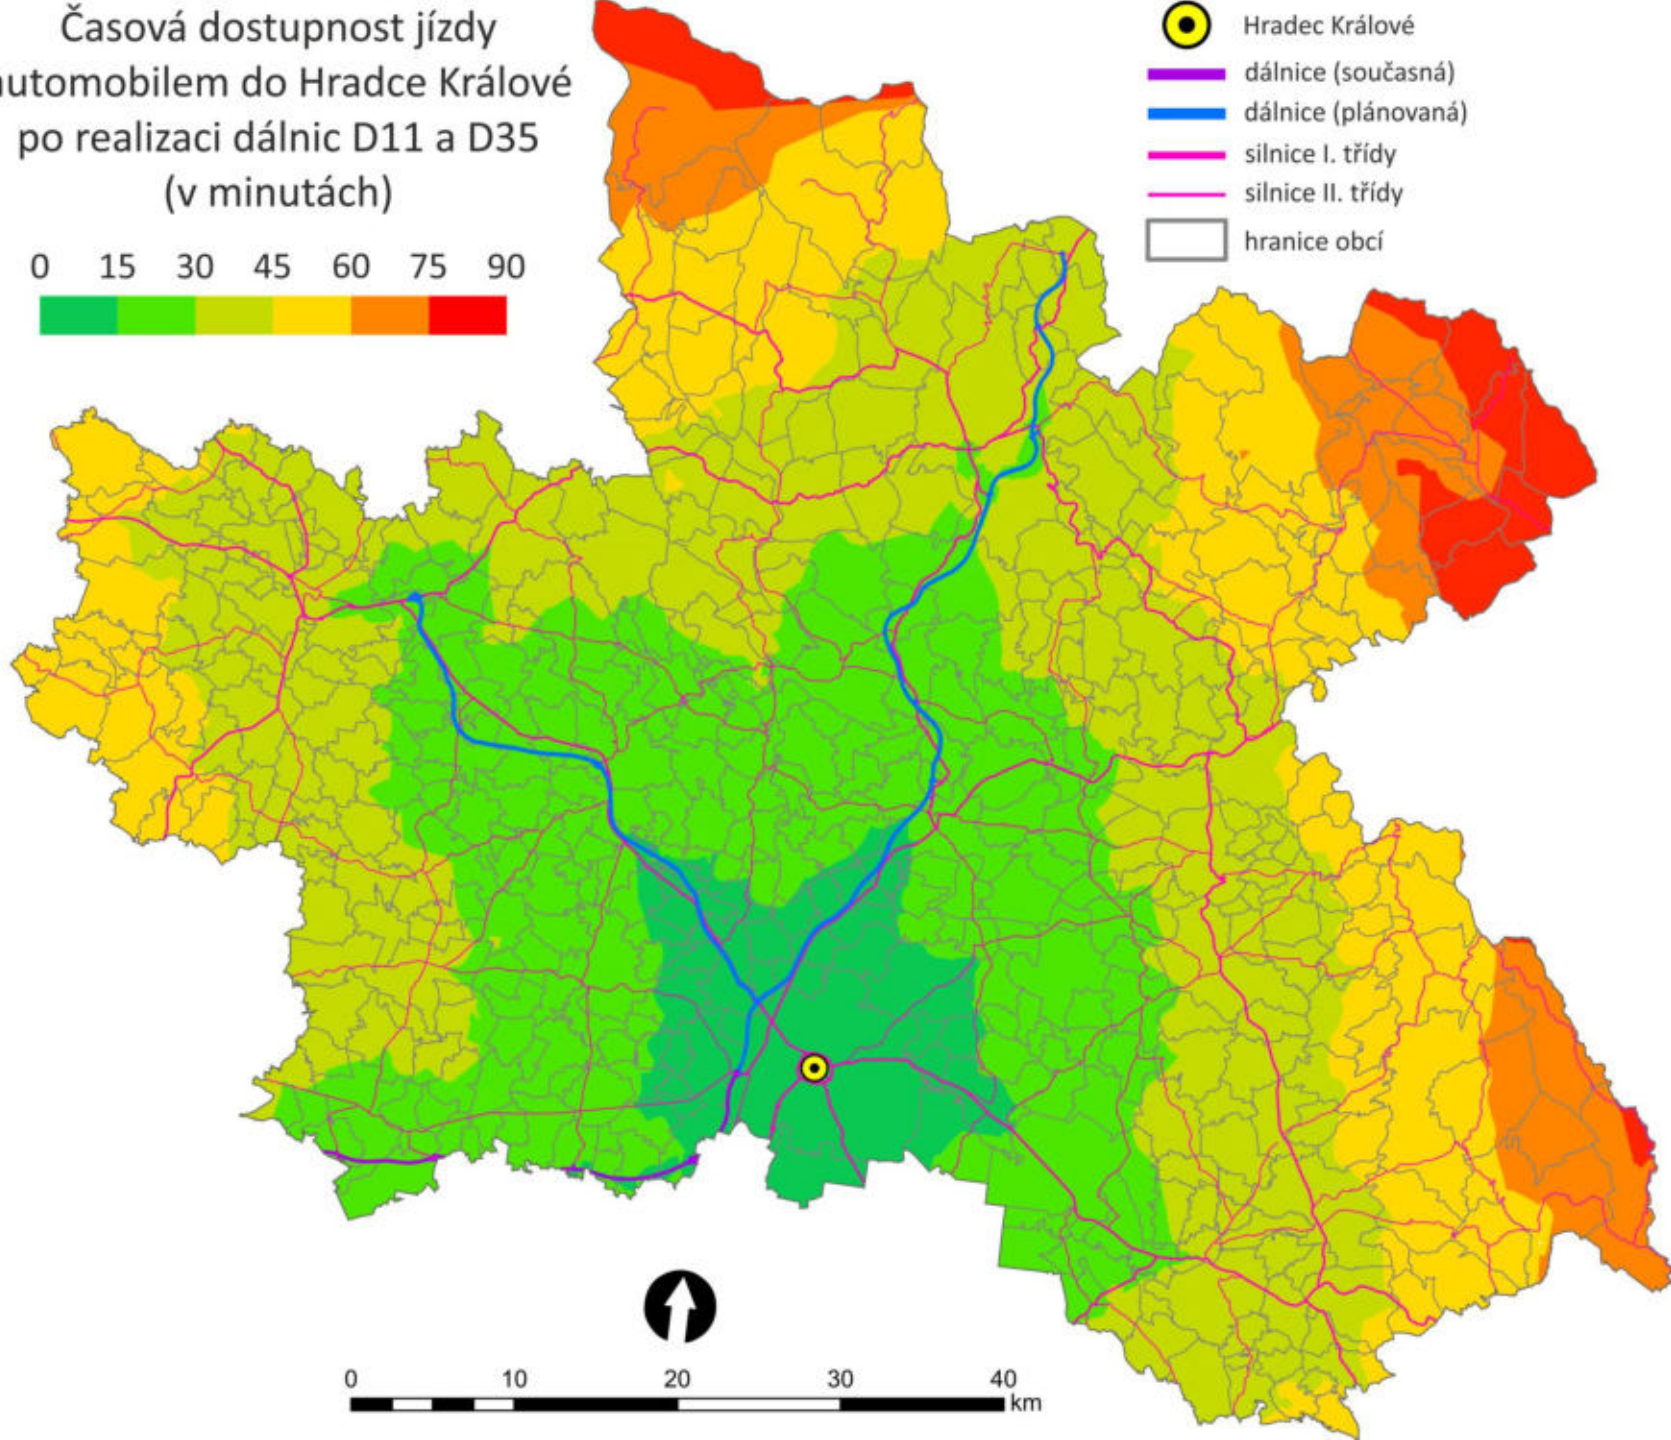 Časová dostupnost jízdy
automobilem do Hradce Králové
po realizaci dálnic D11 a D35
(v minutách)
0 15 30 45 60 75 90
Hradec Králové
dálnice (současná)
dálnice (plánovaná)
silnice I. třídy
silnice II. třídy
hranice obcí
0 10 20 30 40
km